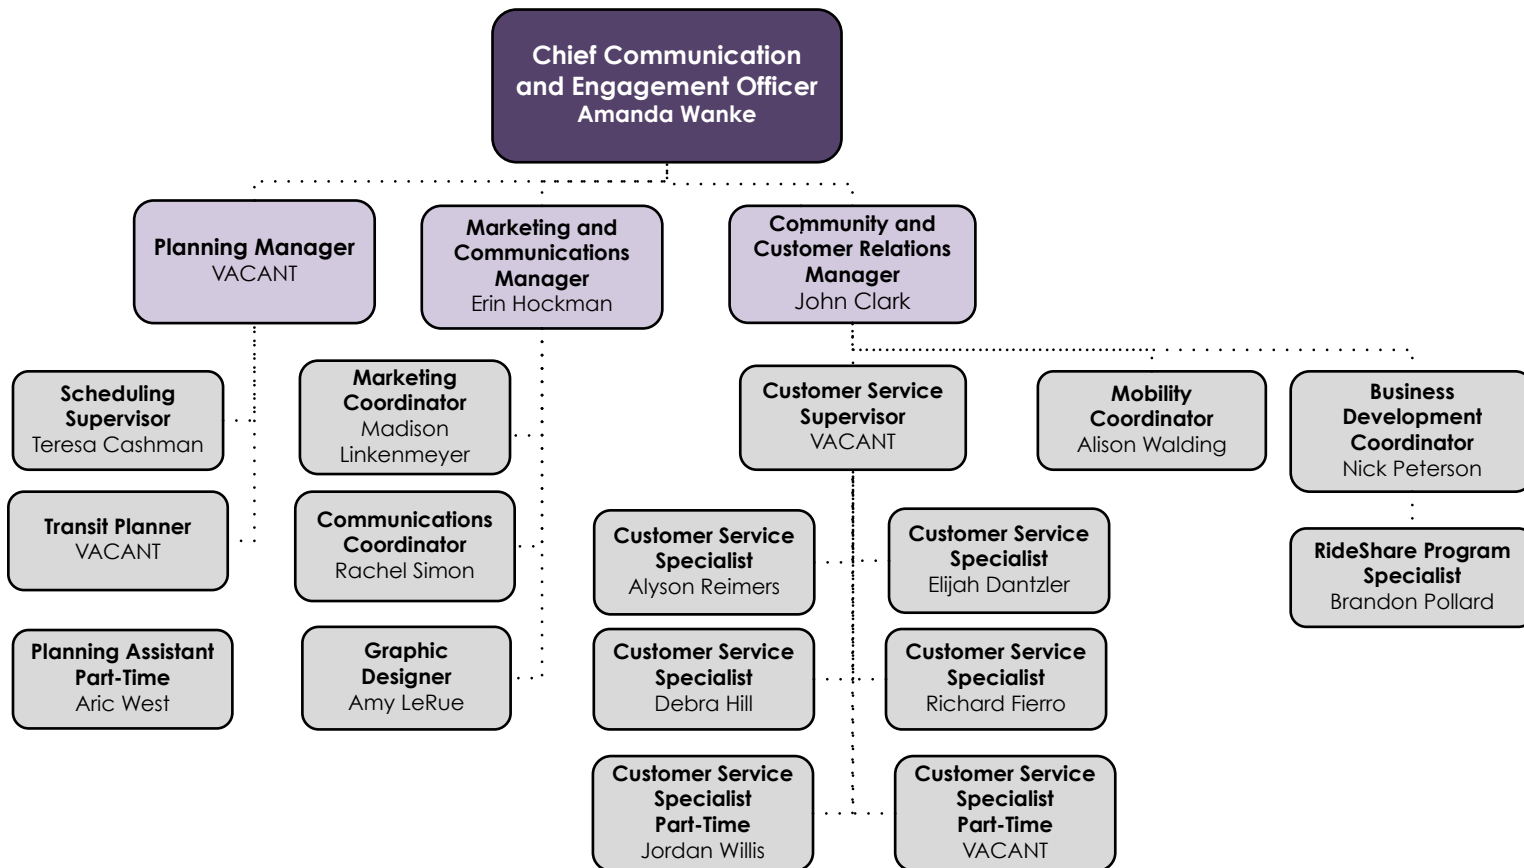 Chief Communication
and Engagement Officer
Amanda Wanke
Planning Manager
VACANT
Marketing and
Communications
Manager
Erin Hockman
Community and
Customer Relations
Manager
John Clark
Scheduling
Supervisor
Teresa Cashman
Marketing
Coordinator
Madison
Linkenmeyer
Customer Service
Supervisor
VACANT
Mobility
Coordinator
Alison Walding
Business
Development
Coordinator
Nick Peterson
Transit Planner
VACANT
Communications
Coordinator
Rachel Simon
Customer Service
Specialist
Alyson Reimers
Customer Service
Specialist
Elijah Dantzler
RideShare Program
Specialist
Brandon Pollard
Planning Assistant
Part-Time
Aric West
Graphic
Designer
Amy LeRue
Customer Service
Specialist
Debra Hill
Customer Service
Specialist
Richard Fierro
Customer Service
Specialist
Part-Time
Jordan Willis
Customer Service
Specialist
Part-Time
VACANT